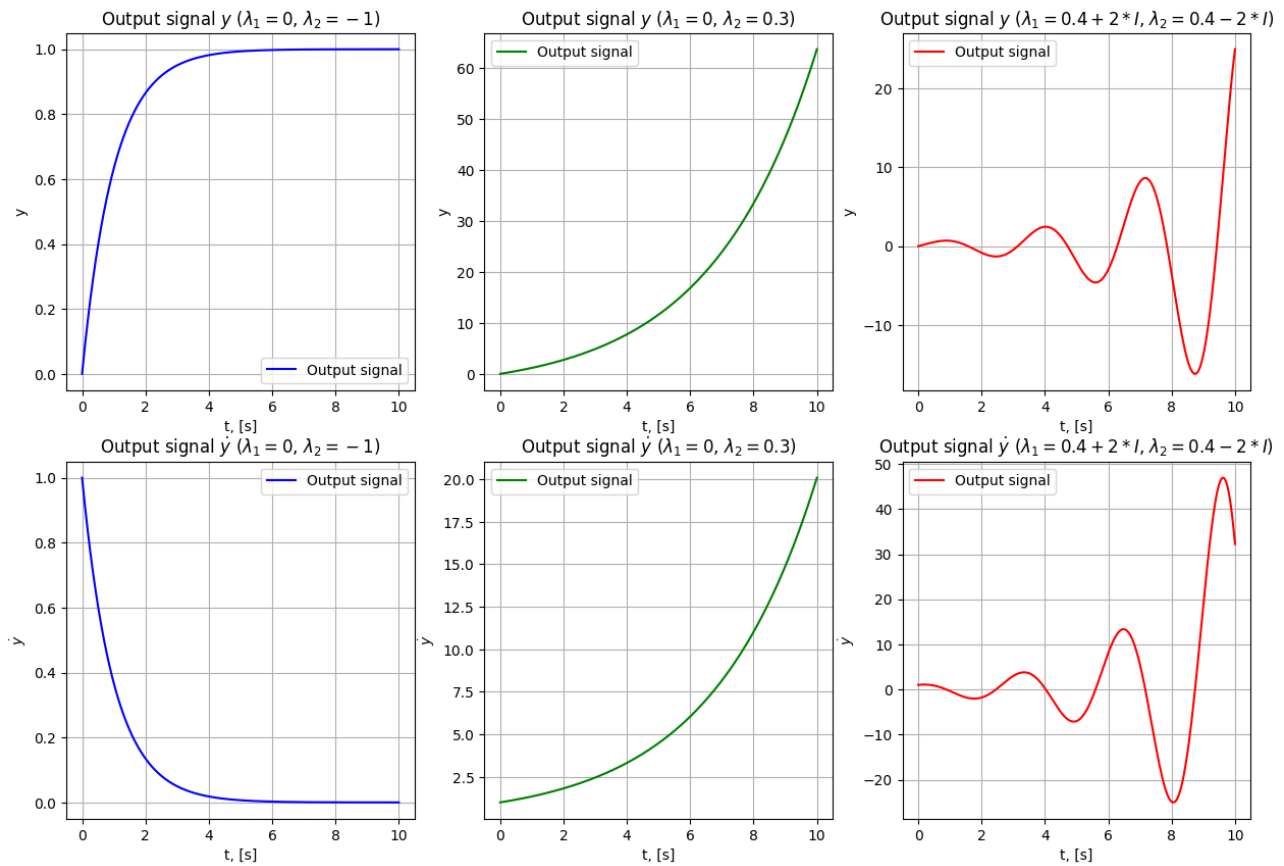 Output signal y (λ₁ = 0, λ₂ = −1)
y
1.0
0.8
0.6
0.4
0.2
0.0
Output signal
0 2 4 6 8 10
t, [s]
Output signal y (λ₁ = 0, λ₂ = 0.3)
y
60
50
40
30
20
10
0
Output signal
0 2 4 6 8 10
t, [s]
Output signal y (λ₁ = 0.4 + 2 * I, λ₂ = 0.4 − 2 * I)
y
20
10
0
−10
Output signal
0 2 4 6 8 10
t, [s]
Output signal ẏ (λ₁ = 0, λ₂ = −1)
ẏ
1.0
0.8
0.6
0.4
0.2
0.0
Output signal
0 2 4 6 8 10
t, [s]
Output signal ẏ (λ₁ = 0, λ₂ = 0.3)
ẏ
20.0
17.5
15.0
12.5
10.0
7.5
5.0
2.5
Output signal
0 2 4 6 8 10
t, [s]
Output signal ẏ (λ₁ = 0.4 + 2 * I, λ₂ = 0.4 − 2 * I)
ẏ
50
40
30
20
10
0
−10
−20
Output signal
0 2 4 6 8 10
t, [s]